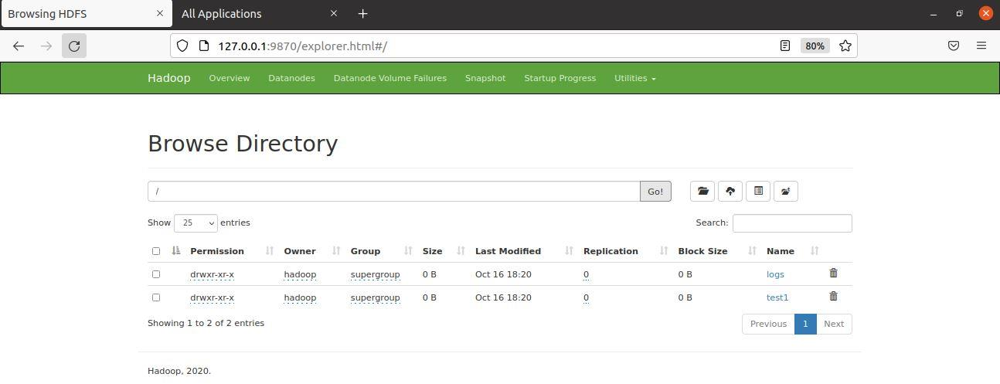 Browsing HDFS
All Applications
127.0.0.1:9870/explorer.html#/
80%
Hadoop Overview Datanodes Datanode Volume Failures Snapshot Startup Progress Utilities
Browse Directory
/ Go!
Show 25 entries Search:
Permission Owner Group Size Last Modified Replication Block Size Name
drwxr-xr-x hadoop supergroup 0 B Oct 16 18:20 0 0 B logs
drwxr-xr-x hadoop supergroup 0 B Oct 16 18:20 0 0 B test1
Showing 1 to 2 of 2 entries Previous 1 Next
Hadoop, 2020.